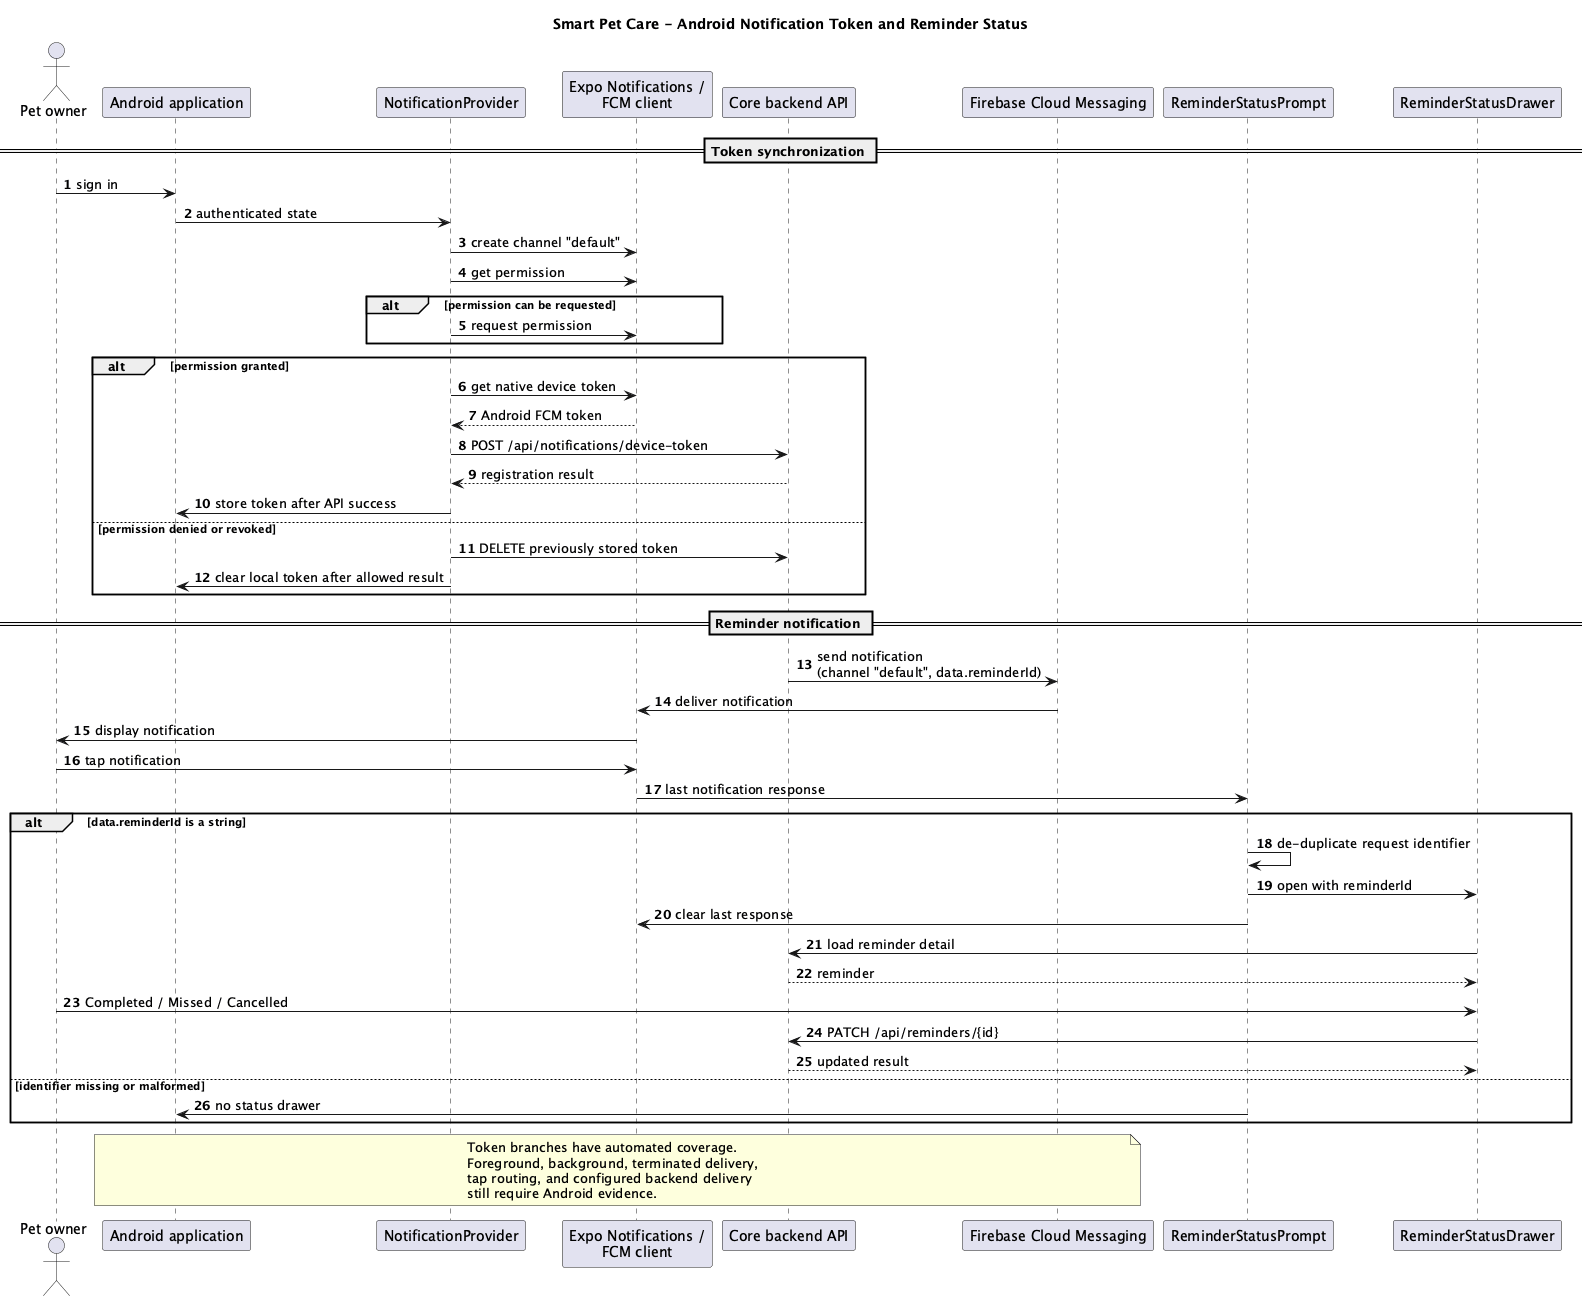 Smart Pet Care - Android Notification Token and Reminder Status
Pet owner
Android application
NotificationProvider
Expo Notifications /
FCM client
Core backend API
Firebase Cloud Messaging
ReminderStatusPrompt
ReminderStatusDrawer
Token synchronization
1 sign in
2 authenticated state
3 create channel "default"
4 get permission
alt [permission can be requested]
5 request permission
alt [permission granted]
6 get native device token
7 Android FCM token
8 POST /api/notifications/device-token
9 registration result
10 store token after API success
[permission denied or revoked]
11 DELETE previously stored token
12 clear local token after allowed result
Reminder notification
13 send notification
(channel "default", data.reminderId)
14 deliver notification
15 display notification
16 tap notification
17 last notification response
alt [data.reminderId is a string]
18 de-duplicate request identifier
19 open with reminderId
20 clear last response
21 load reminder detail
22 reminder
23 Completed / Missed / Cancelled
24 PATCH /api/reminders/{id}
25 updated result
[identifier missing or malformed]
26 no status drawer
Token branches have automated coverage.
Foreground, background, terminated delivery,
tap routing, and configured backend delivery
still require Android evidence.
Pet owner
Android application
NotificationProvider
Expo Notifications /
FCM client
Core backend API
Firebase Cloud Messaging
ReminderStatusPrompt
ReminderStatusDrawer